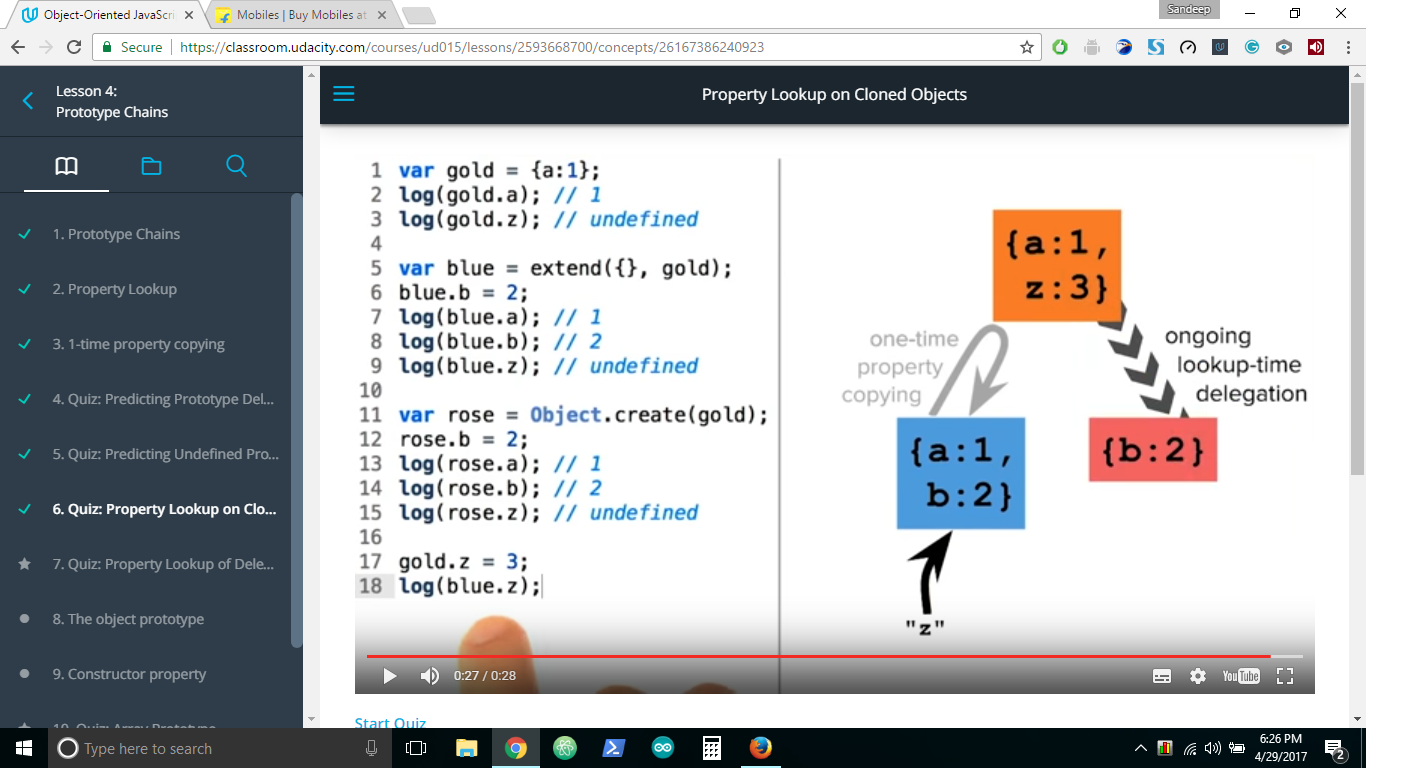 Object-Oriented JavaScri
Mobiles | Buy Mobiles at
Sandeep
Secure
https://classroom.udacity.com/courses/ud015/lessons/2593668700/concepts/26167386240923
Lesson 4:
Prototype Chains
Property Lookup on Cloned Objects
1. Prototype Chains
2. Property Lookup
3. 1-time property copying
4. Quiz: Predicting Prototype Del...
5. Quiz: Predicting Undefined Pro...
6. Quiz: Property Lookup on Clo...
7. Quiz: Property Lookup of Dele...
8. The object prototype
9. Constructor property
10. Quiz: Array Prototype
1 var gold = {a:1};
2 log(gold.a); // 1
3 log(gold.z); // undefined
4
5 var blue = extend({}, gold);
6 blue.b = 2;
7 log(blue.a); // 1
8 log(blue.b); // 2
9 log(blue.z); // undefined
10
11 var rose = Object.create(gold);
12 rose.b = 2;
13 log(rose.a); // 1
14 log(rose.b); // 2
15 log(rose.z); // undefined
16
17 gold.z = 3;
18 log(blue.z);
{a:1,
z:3}
one-time
property
copying
ongoing
lookup-time
delegation
{a:1,
b:2}
{b:2}
"z"
0:27 / 0:28
YouTube
Start Quiz
Type here to search
6:26 PM
4/29/2017
2